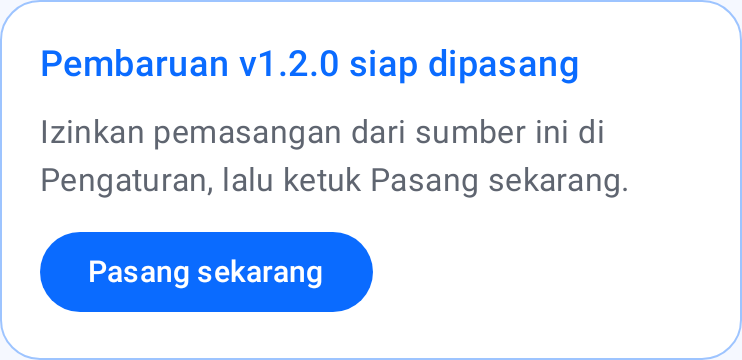 Pembaruan v1.2.0 siap dipasang
Izinkan pemasangan dari sumber ini di
Pengaturan, lalu ketuk Pasang sekarang.
Pasang sekarang